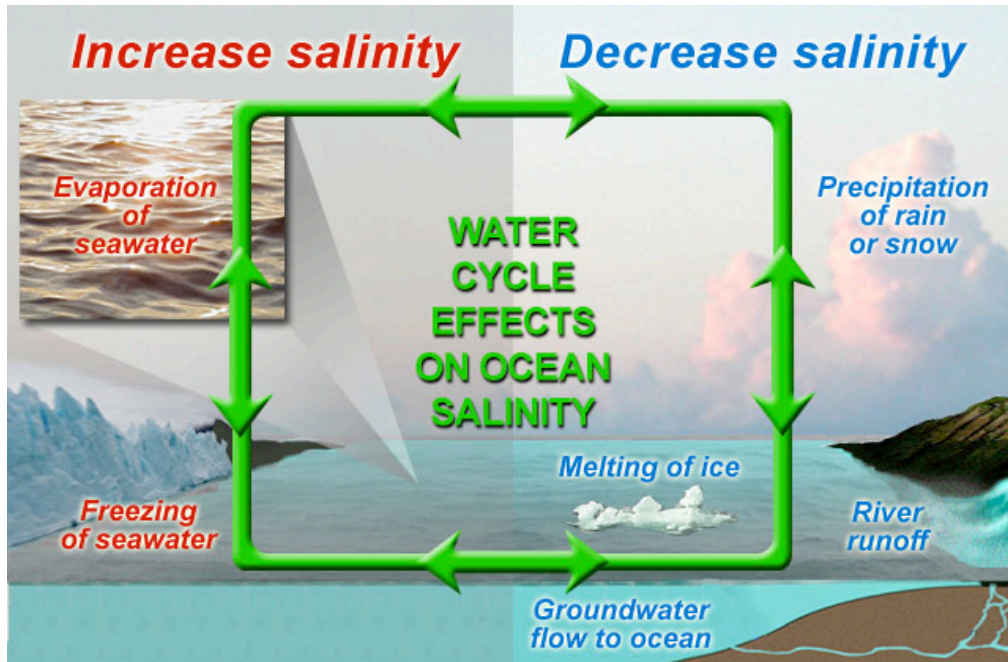 Increase salinity
Decrease salinity
Evaporation
of
seawater
Precipitation
of rain
or snow
WATER
CYCLE
EFFECTS
ON OCEAN
SALINITY
Melting of ice
Freezing
of seawater
River
runoff
Groundwater
flow to ocean